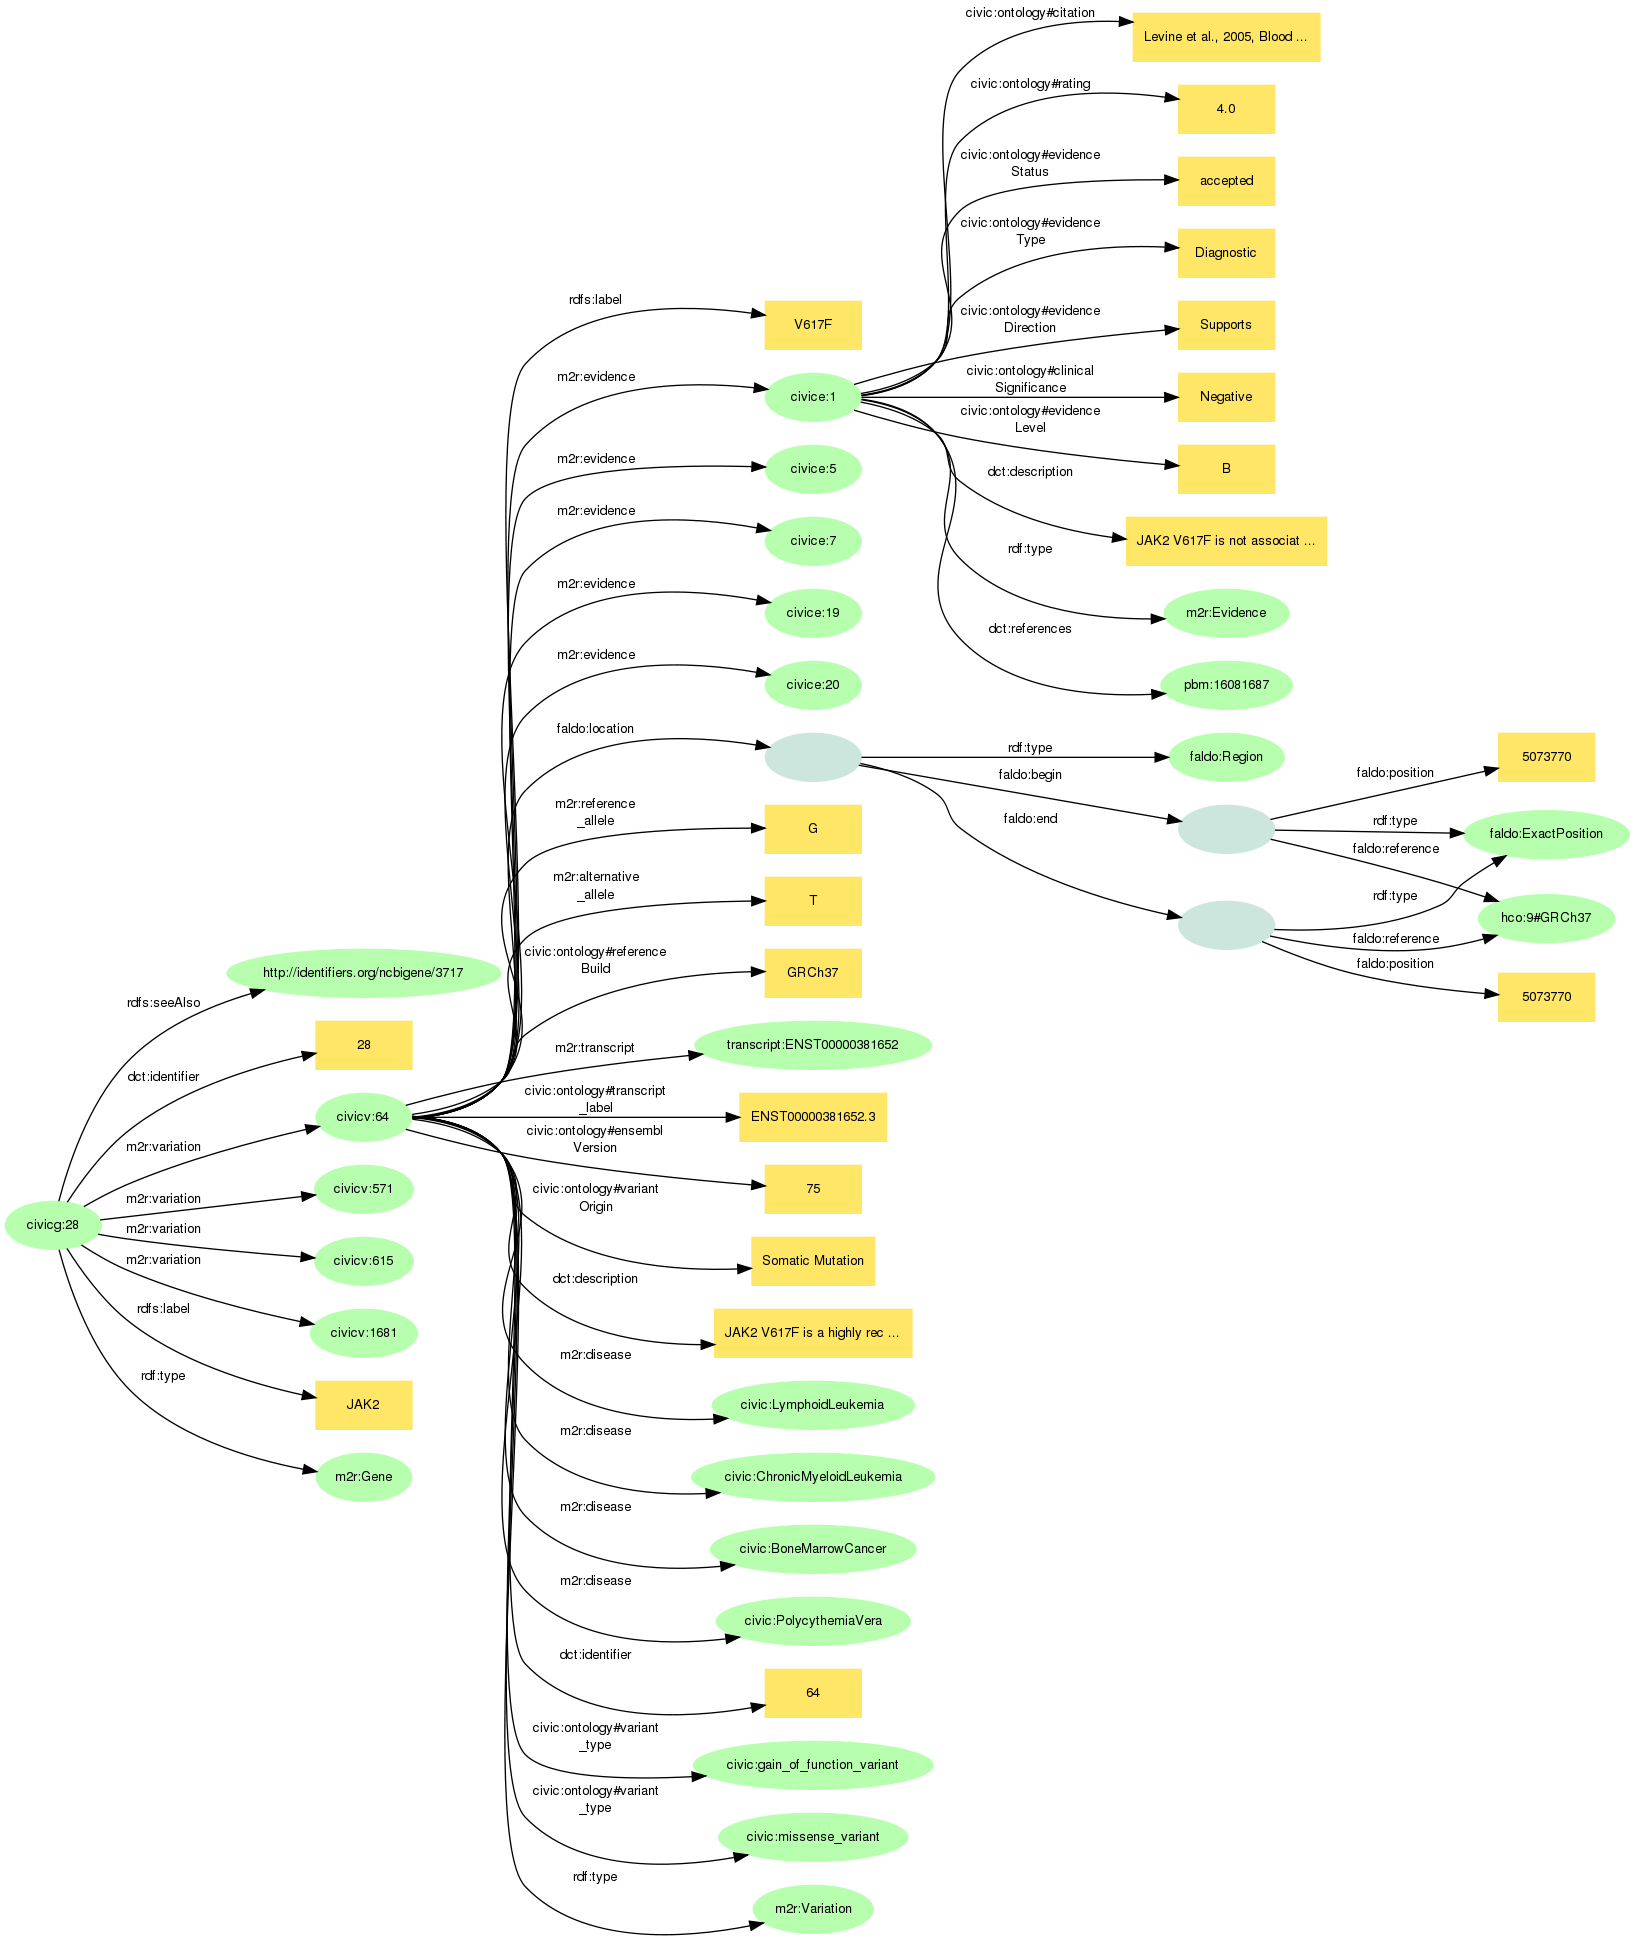 civicg:28
rdfs:seeAlso
dct:identifier
m2r:variation
m2r:variation
m2r:variation
m2r:variation
rdfs:label
rdf:type
http://identifiers.org/ncbigene/3717
28
civicv:64
civicv:571
civicv:615
civicv:1681
JAK2
m2r:Gene
rdfs:label
m2r:evidence
m2r:evidence
m2r:evidence
m2r:evidence
m2r:evidence
faldo:location
m2r:reference
_allele
m2r:alternative
_allele
civic:ontology#reference
Build
m2r:transcript
civic:ontology#transcript
_label
civic:ontology#ensembl
Version
civic:ontology#variant
Origin
dct:description
m2r:disease
m2r:disease
m2r:disease
m2r:disease
dct:identifier
civic:ontology#variant
_type
civic:ontology#variant
_type
rdf:type
V617F
civice:1
civice:5
civice:7
civice:19
civice:20
G
T
GRCh37
transcript:ENST00000381652
ENST00000381652.3
75
Somatic Mutation
JAK2 V617F is a highly rec ...
civic:LymphoidLeukemia
civic:ChronicMyeloidLeukemia
civic:BoneMarrowCancer
civic:PolycythemiaVera
64
civic:gain_of_function_variant
civic:missense_variant
m2r:Variation
civic:ontology#citation
civic:ontology#rating
civic:ontology#evidence
Status
civic:ontology#evidence
Type
civic:ontology#evidence
Direction
civic:ontology#clinical
Significance
civic:ontology#evidence
Level
dct:description
rdf:type
dct:references
rdf:type
faldo:begin
faldo:end
Levine et al., 2005, Blood ...
4.0
accepted
Diagnostic
Supports
Negative
B
JAK2 V617F is not associat ...
m2r:Evidence
pbm:16081687
faldo:Region
faldo:position
rdf:type
faldo:reference
rdf:type
faldo:reference
faldo:position
5073770
faldo:ExactPosition
hco:9#GRCh37
5073770